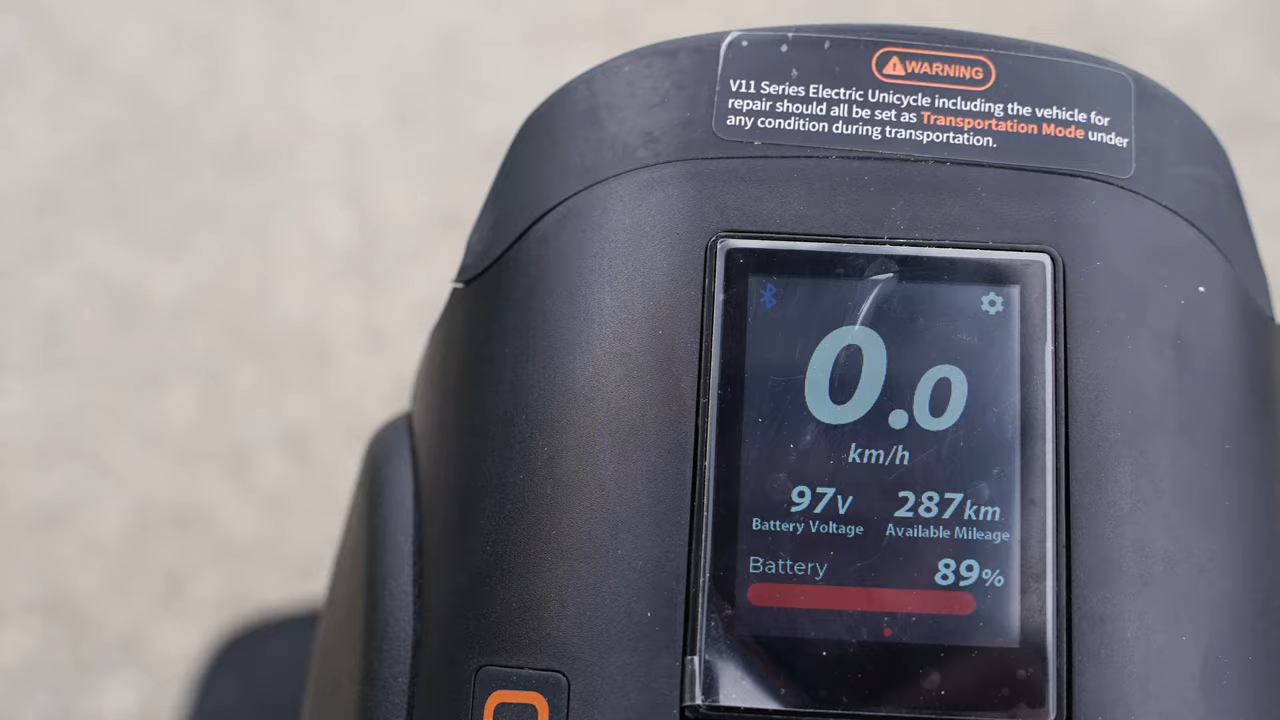 WARNING
V11 Series Electric Unicycle including the vehicle for
repair should all be set as Transportation Mode under
any condition during transportation.
0.0
km/h
97V 287km
Battery Voltage Available Mileage
Battery 89%